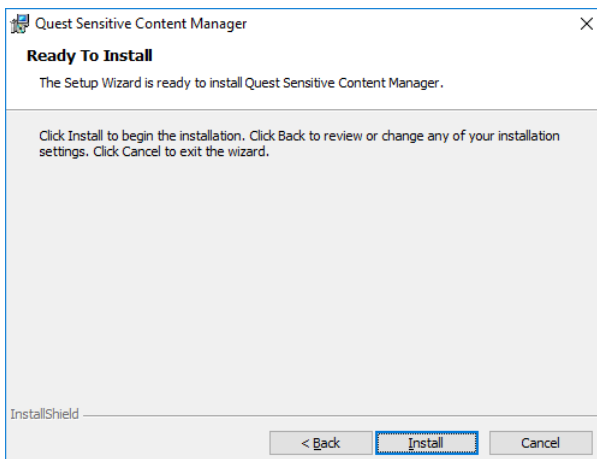 Quest Sensitive Content Manager
Ready To Install
The Setup Wizard is ready to install Quest Sensitive Content Manager.
Click Install to begin the installation. Click Back to review or change any of your installation
settings. Click Cancel to exit the wizard.
InstallShield
< Back
Install
Cancel